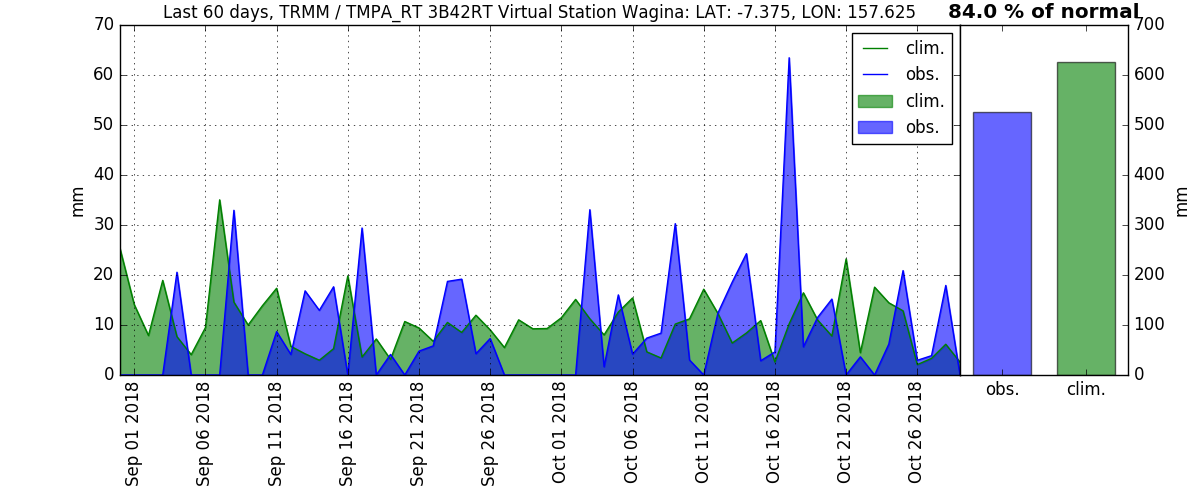 Last 60 days, TRMM / TMPA_RT 3B42RT Virtual Station Wagina: LAT: -7.375, LON: 157.625
84.0 % of normal
70
60
50
40
30
20
10
0
mm
clim.
obs.
clim.
obs.
700
600
500
400
300
200
100
0
mm
Sep 01 2018
Sep 06 2018
Sep 11 2018
Sep 16 2018
Sep 21 2018
Sep 26 2018
Oct 01 2018
Oct 06 2018
Oct 11 2018
Oct 16 2018
Oct 21 2018
Oct 26 2018
obs.
clim.